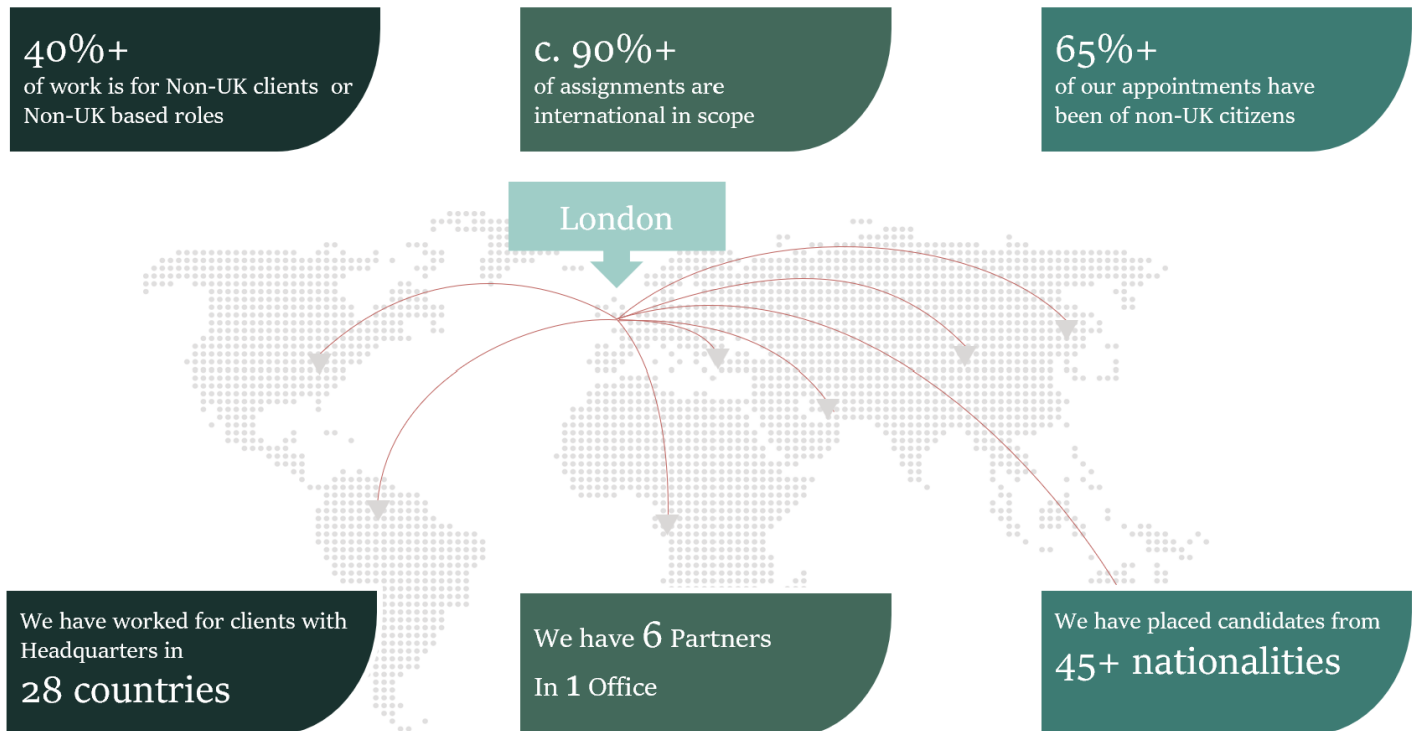 40%+
of work is for Non-UK clients or
Non-UK based roles
c. 90%+
of assignments are
international in scope
65%+
of our appointments have
been of non-UK citizens
London
We have worked for clients with
Headquarters in
28 countries
We have 6 Partners
In 1 Office
We have placed candidates from
45+ nationalities